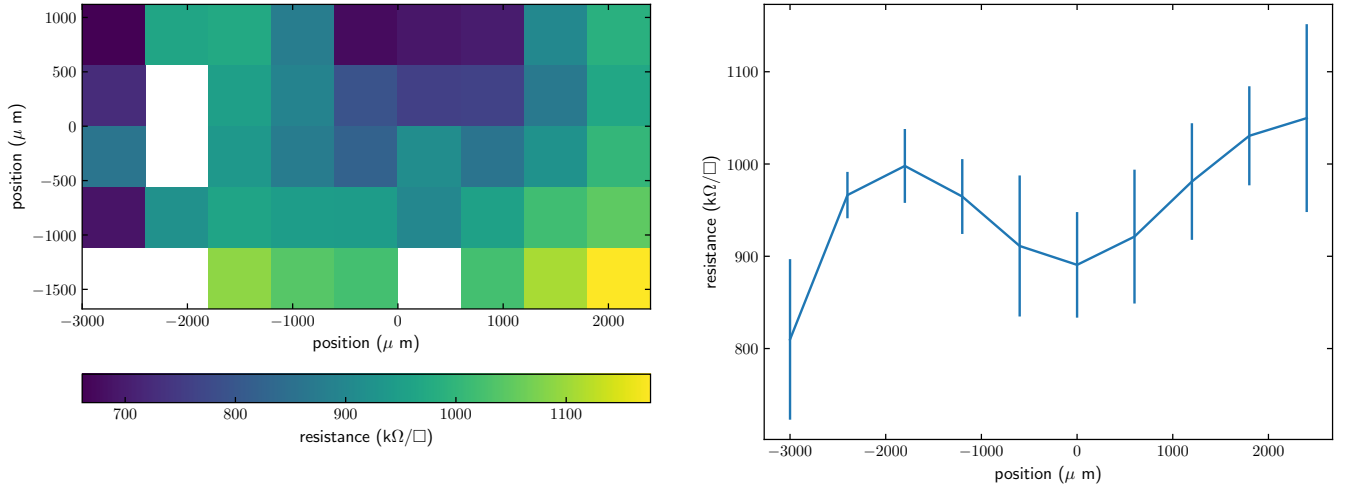 1000
500
0
−500
−1000
−1500
position (μ m)
−3000 −2000 −1000 0 1000 2000
position (μ m)
700 800 900 1000 1100
resistance (kΩ/□)
1100
1000
900
800
resistance (kΩ/□)
−3000 −2000 −1000 0 1000 2000
position (μ m)